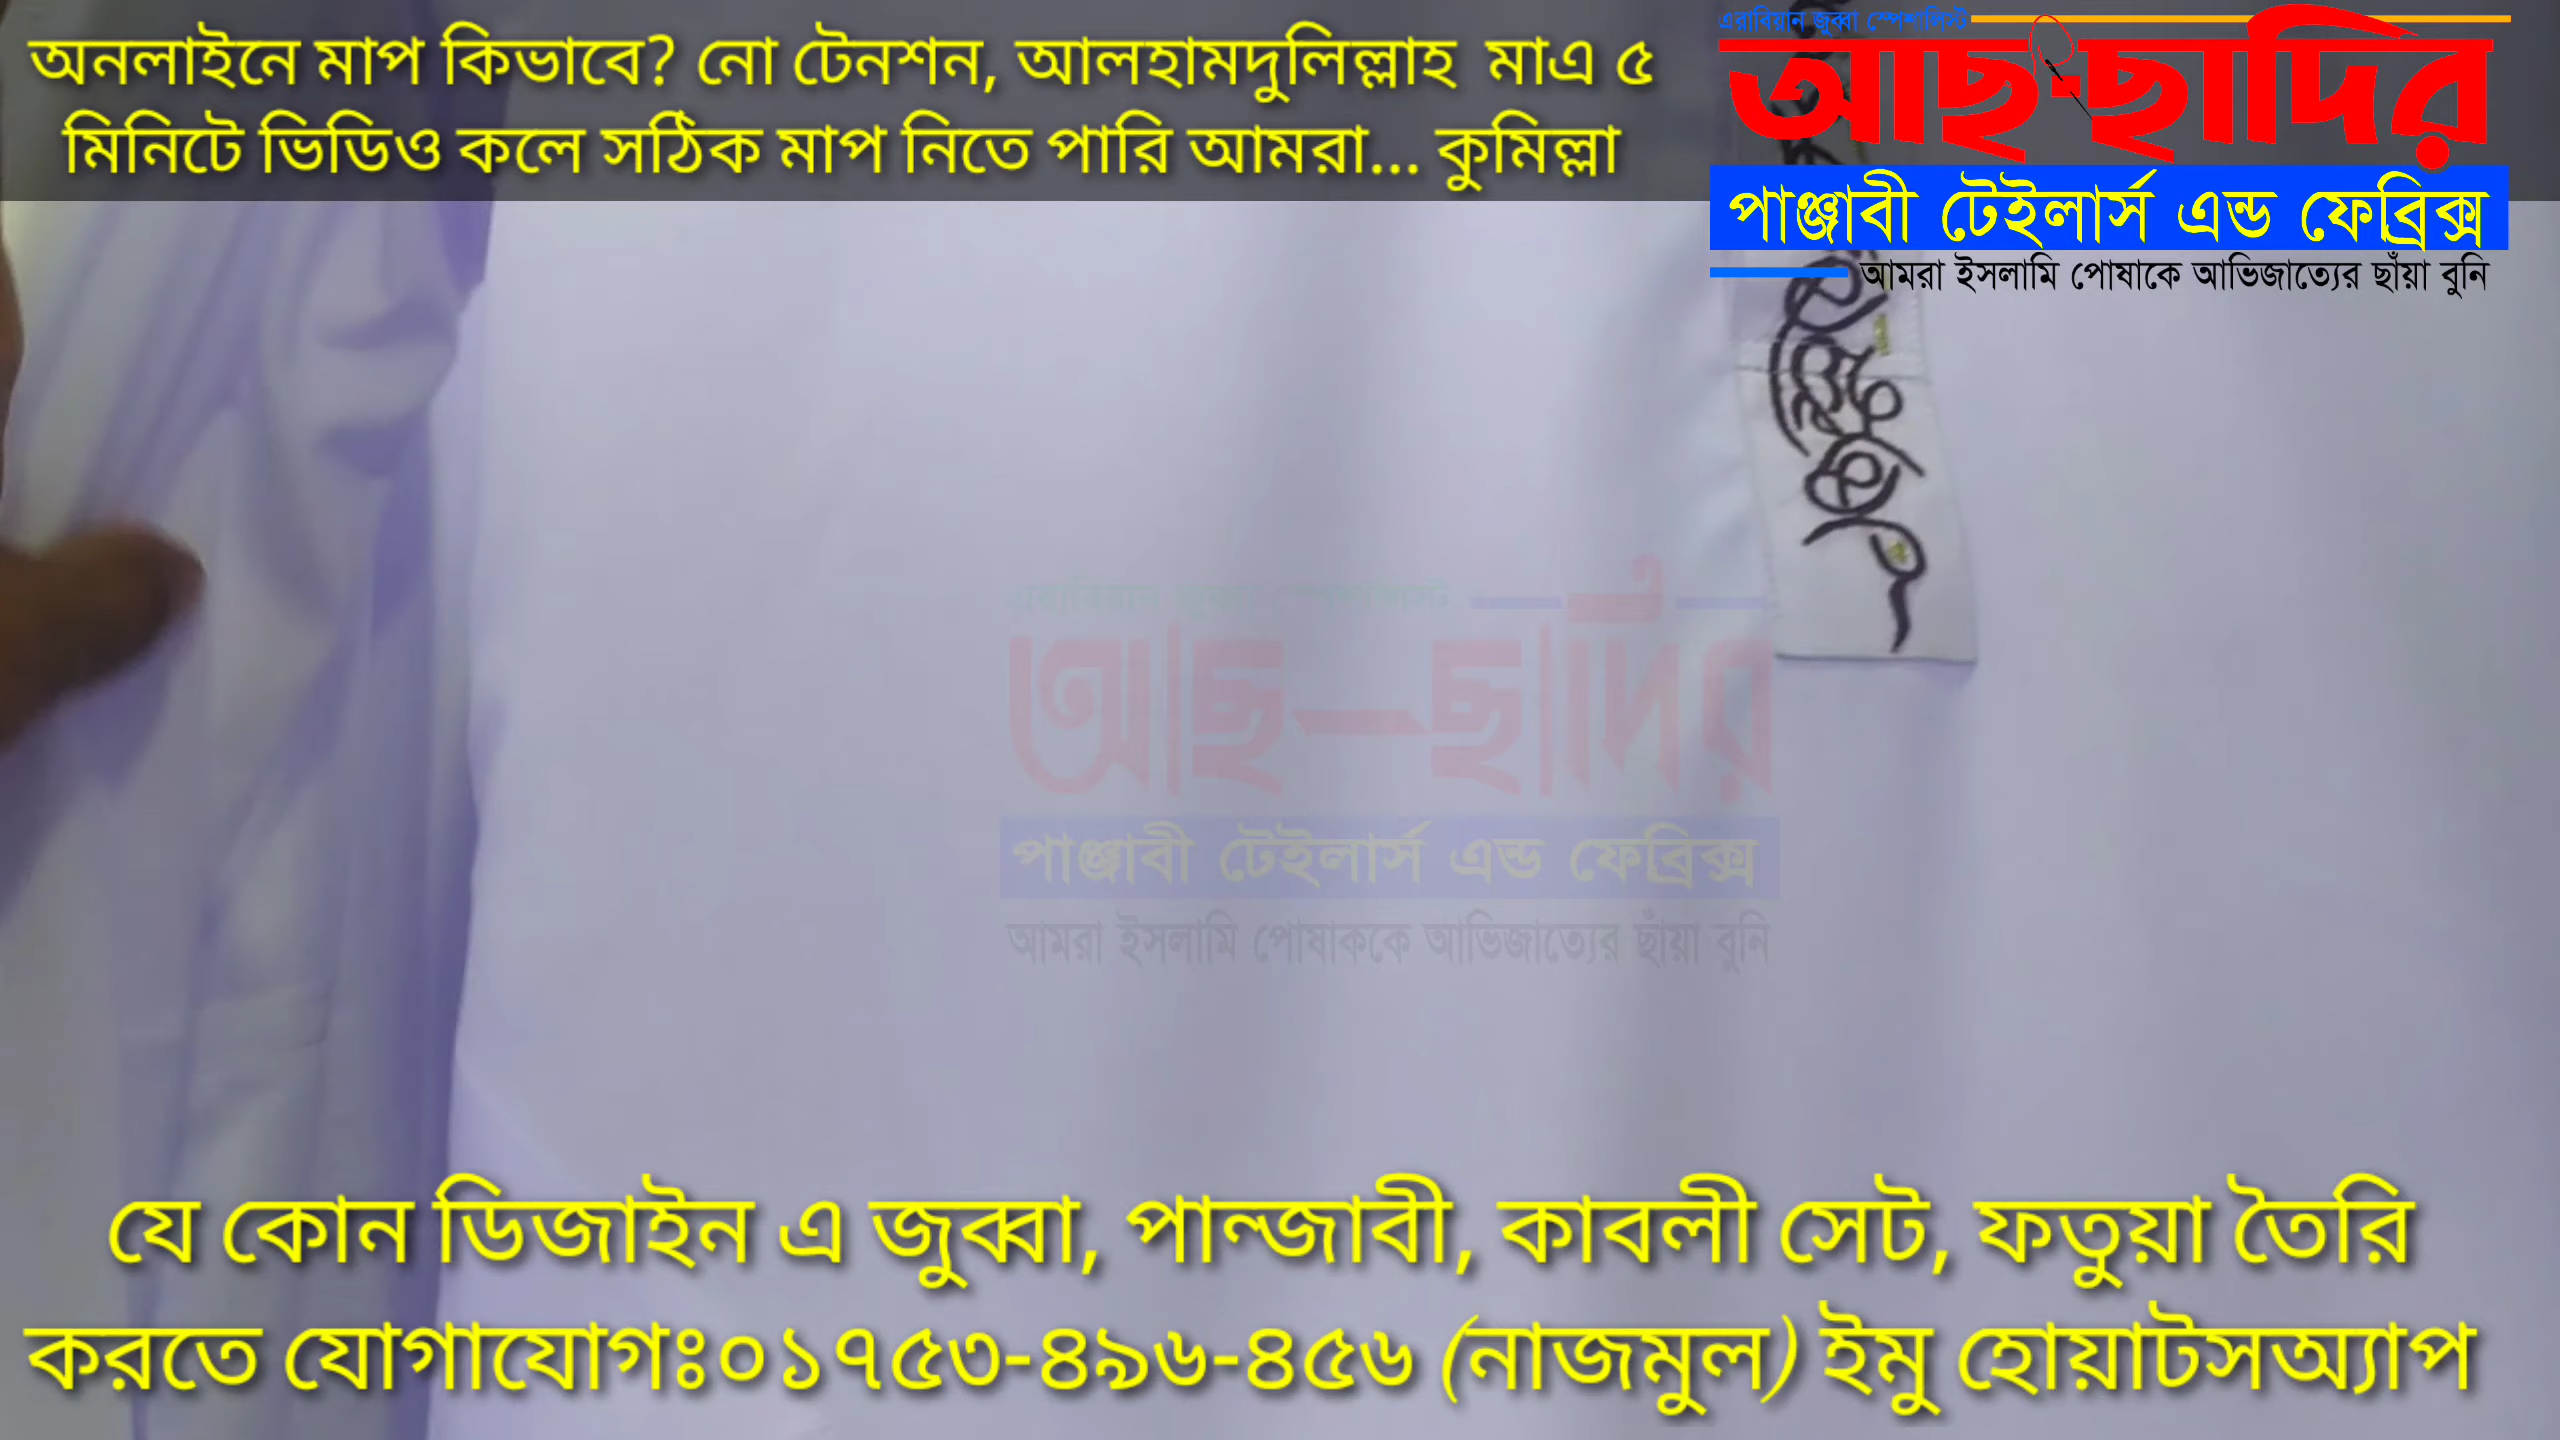 অনলাইনে মাপ কিভাবে? নো টেনশন, আলহামদুলিল্লাহ মাএ ৫
মিনিটে ভিডিও কলে সঠিক মাপ নিতে পারি আমরা... কুমিল্লা
এরাবিয়ান জুব্বা স্পেশালিস্ট
আছ-ছাদির
পাঞ্জাবী টেইলার্স এন্ড ফেব্রিক্স
আমরা ইসলামি পোষাকে আভিজাত্যের ছাঁয়া বুনি
এরাবিয়ান জুব্বা স্পেশালিস্ট
আছ-ছাদির
পাঞ্জাবী টেইলার্স এন্ড ফেব্রিক্স
আমরা ইসলামি পোষাককে আভিজাত্যের ছাঁয়া বুনি
যে কোন ডিজাইন এ জুব্বা, পান্জাবী, কাবলী সেট, ফতুয়া তৈরি
করতে যোগাযোগঃ০১৭৫৩-৪৯৬-৪৫৬ (নাজমুল) ইমু হোয়াটসঅ্যাপ